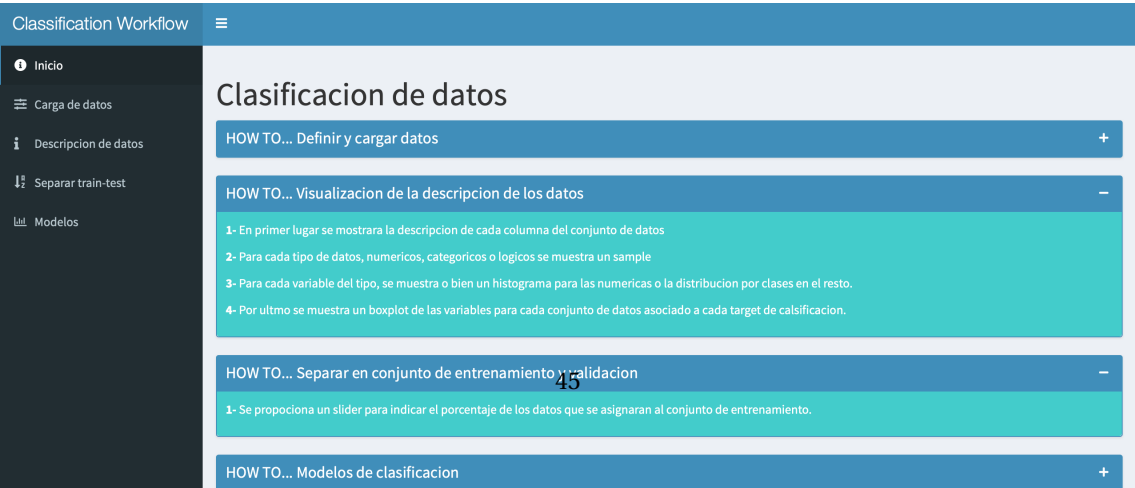 Classification Workflow
Inicio
Carga de datos
Descripcion de datos
Separar train-test
Modelos
Clasificacion de datos
HOW TO... Definir y cargar datos
HOW TO... Visualizacion de la descripcion de los datos
1- En primer lugar se mostrara la descripcion de cada columna del conjunto de datos
2- Para cada tipo de datos, numericos, categoricos o logicos se muestra un sample
3- Para cada variable del tipo, se muestra o bien un histograma para las numericas o la distribucion por clases en el resto.
4- Por ultmo se muestra un boxplot de las variables para cada conjunto de datos asociado a cada target de calsificacion.
HOW TO... Separar en conjunto de entrenamiento y validacion
45
1- Se propociona un slider para indicar el porcentaje de los datos que se asignaran al conjunto de entrenamiento.
HOW TO... Modelos de clasificacion